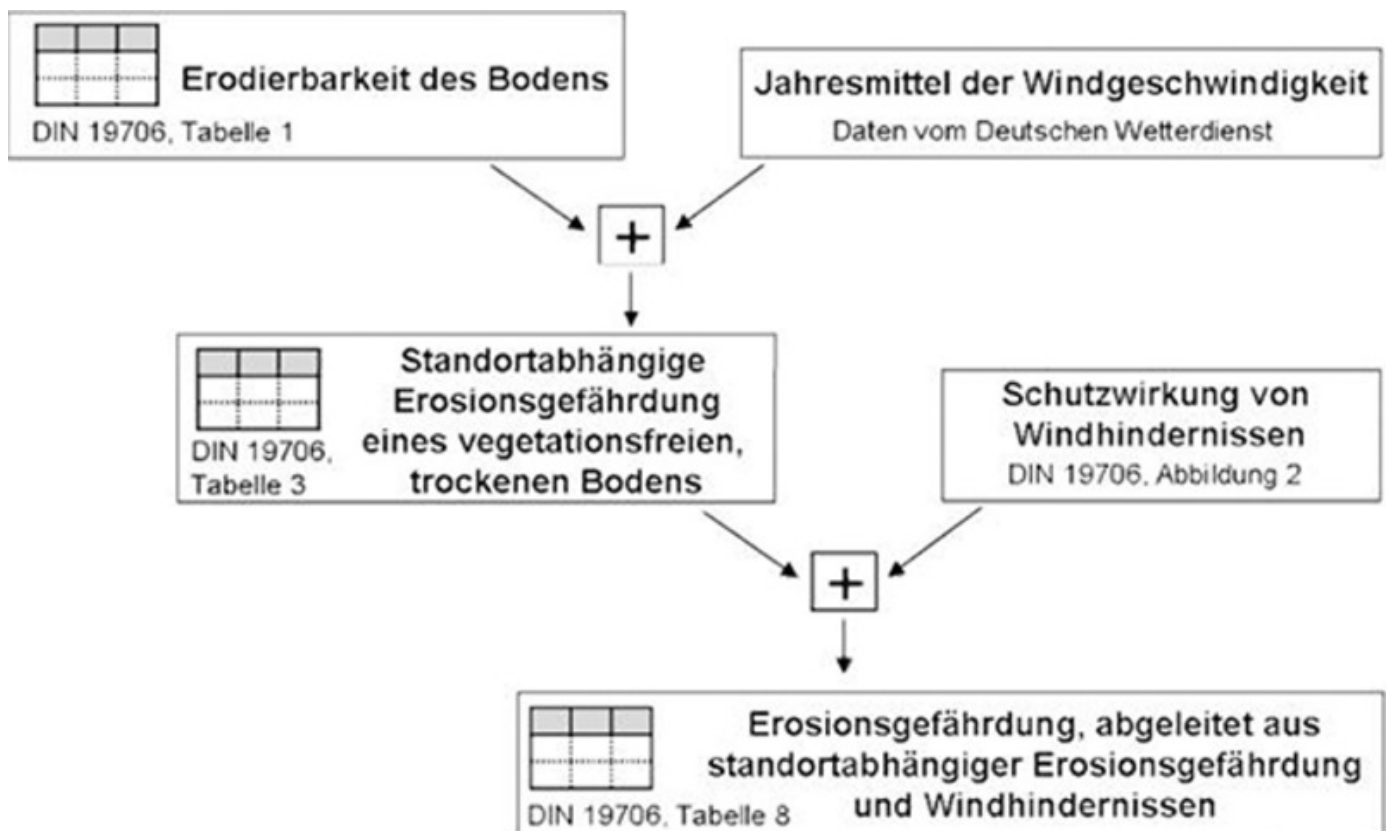 Erodierbarkeit des Bodens
DIN 19706, Tabelle 1
Jahresmittel der Windgeschwindigkeit
Daten vom Deutschen Wetterdienst
+
Standortabhängige
Erosionsgefährdung
eines vegetationsfreien,
trockenen Bodens
DIN 19706,
Tabelle 3
Schutzwirkung von
Windhindernissen
DIN 19706, Abbildung 2
+
Erosionsgefährdung, abgeleitet aus
standortabhängiger Erosionsgefährdung
und Windhindernissen
DIN 19706, Tabelle 8